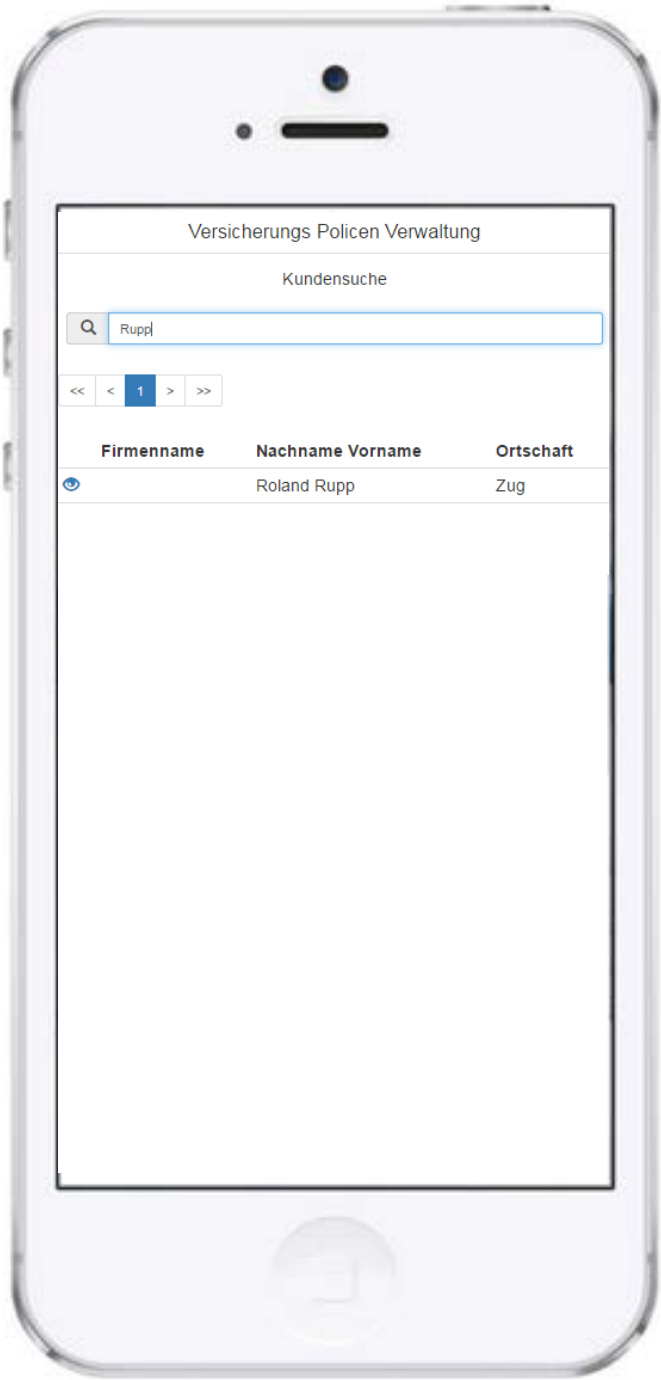 Versicherungs Policen Verwaltung
Kundensuche
Rupp
<< < 1 > >>
Firmenname Nachname Vorname Ortschaft
Roland Rupp Zug